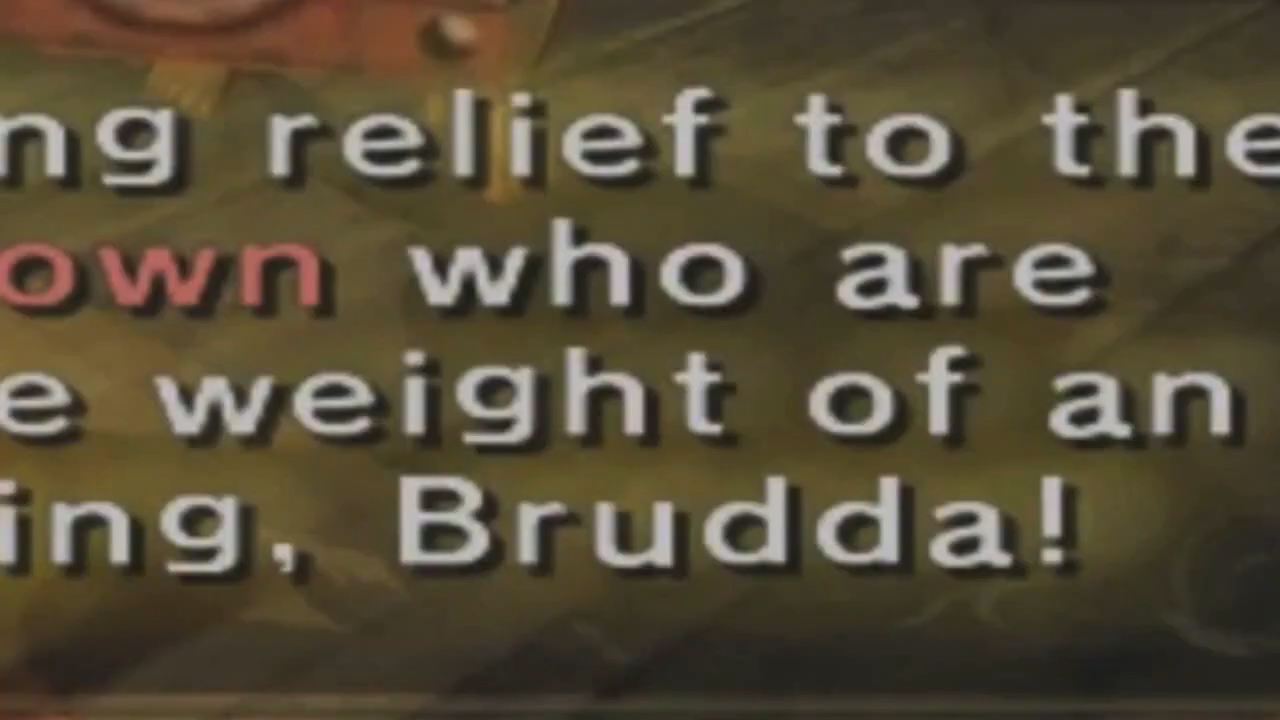 ng relief to the
own who are
e weight of an
ing, Brudda!